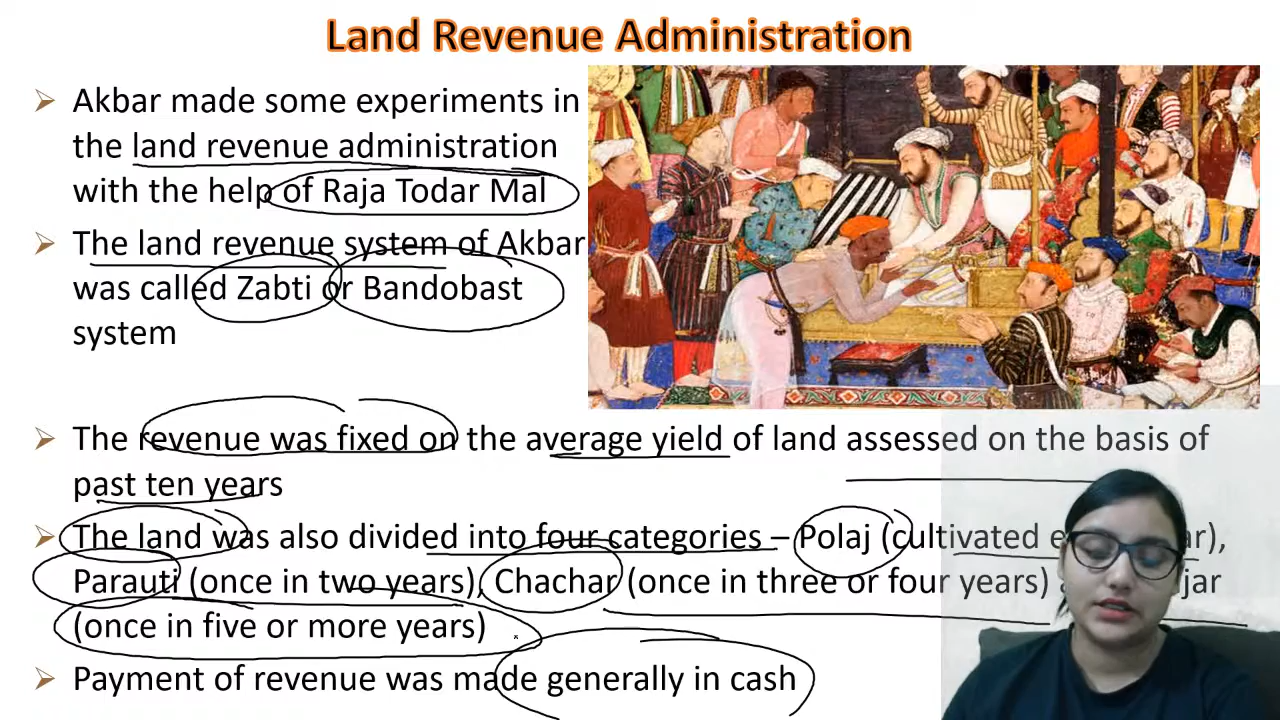 Land Revenue Administration
➢ Akbar made some experiments in
the land revenue administration
with the help of Raja Todar Mal
➢ The land revenue system of Akbar
was called Zabti or Bandobast
system
➢ The revenue was fixed on the average yield of land assessed on the basis of
past ten years
➢ The land was also divided into four categories – Polaj (cultivated
Parauti (once in two years), Chachar (once in three or four years)
(once in five or more years)
➢ Payment of revenue was made generally in cash